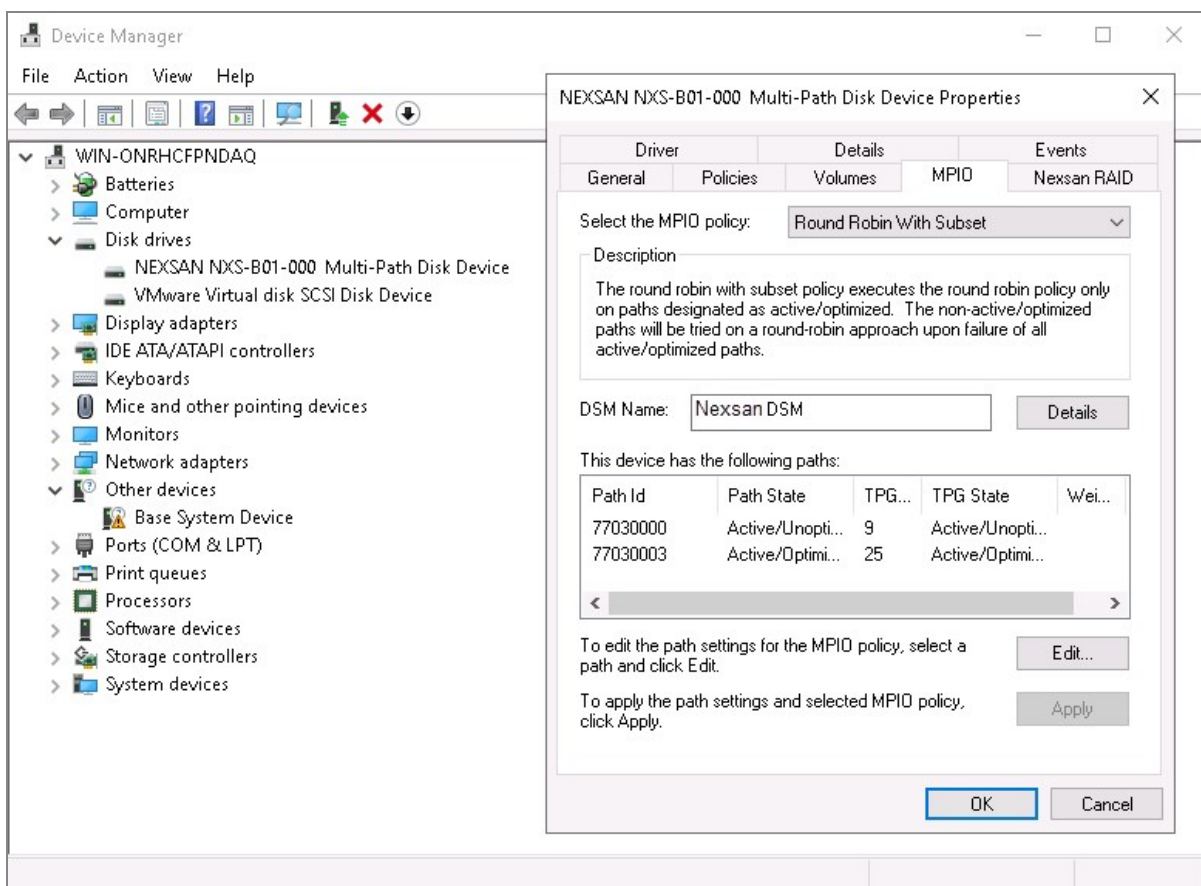 Device Manager
File Action View Help
WIN-ONRHCFPNDAQ
Batteries
Computer
Disk drives
NEXSAN NXS-B01-000 Multi-Path Disk Device
VMware Virtual disk SCSI Disk Device
Display adapters
IDE ATA/ATAPI controllers
Keyboards
Mice and other pointing devices
Monitors
Network adapters
Other devices
Base System Device
Ports (COM & LPT)
Print queues
Processors
Software devices
Storage controllers
System devices
NEXSAN NXS-B01-000 Multi-Path Disk Device Properties
Driver Details Events
General Policies Volumes MPIO Nexsan RAID
Select the MPIO policy: Round Robin With Subset
Description
The round robin with subset policy executes the round robin policy only
on paths designated as active/optimized. The non-active/optimized
paths will be tried on a round-robin approach upon failure of all
active/optimized paths.
DSM Name: Nexsan DSM Details
This device has the following paths:
Path Id Path State TPG... TPG State Wei...
77030000 Active/Unopti... 9 Active/Unopti...
77030003 Active/Optimi... 25 Active/Optimi...
To edit the path settings for the MPIO policy, select a
path and click Edit.
Edit...
To apply the path settings and selected MPIO policy,
click Apply.
Apply
OK Cancel